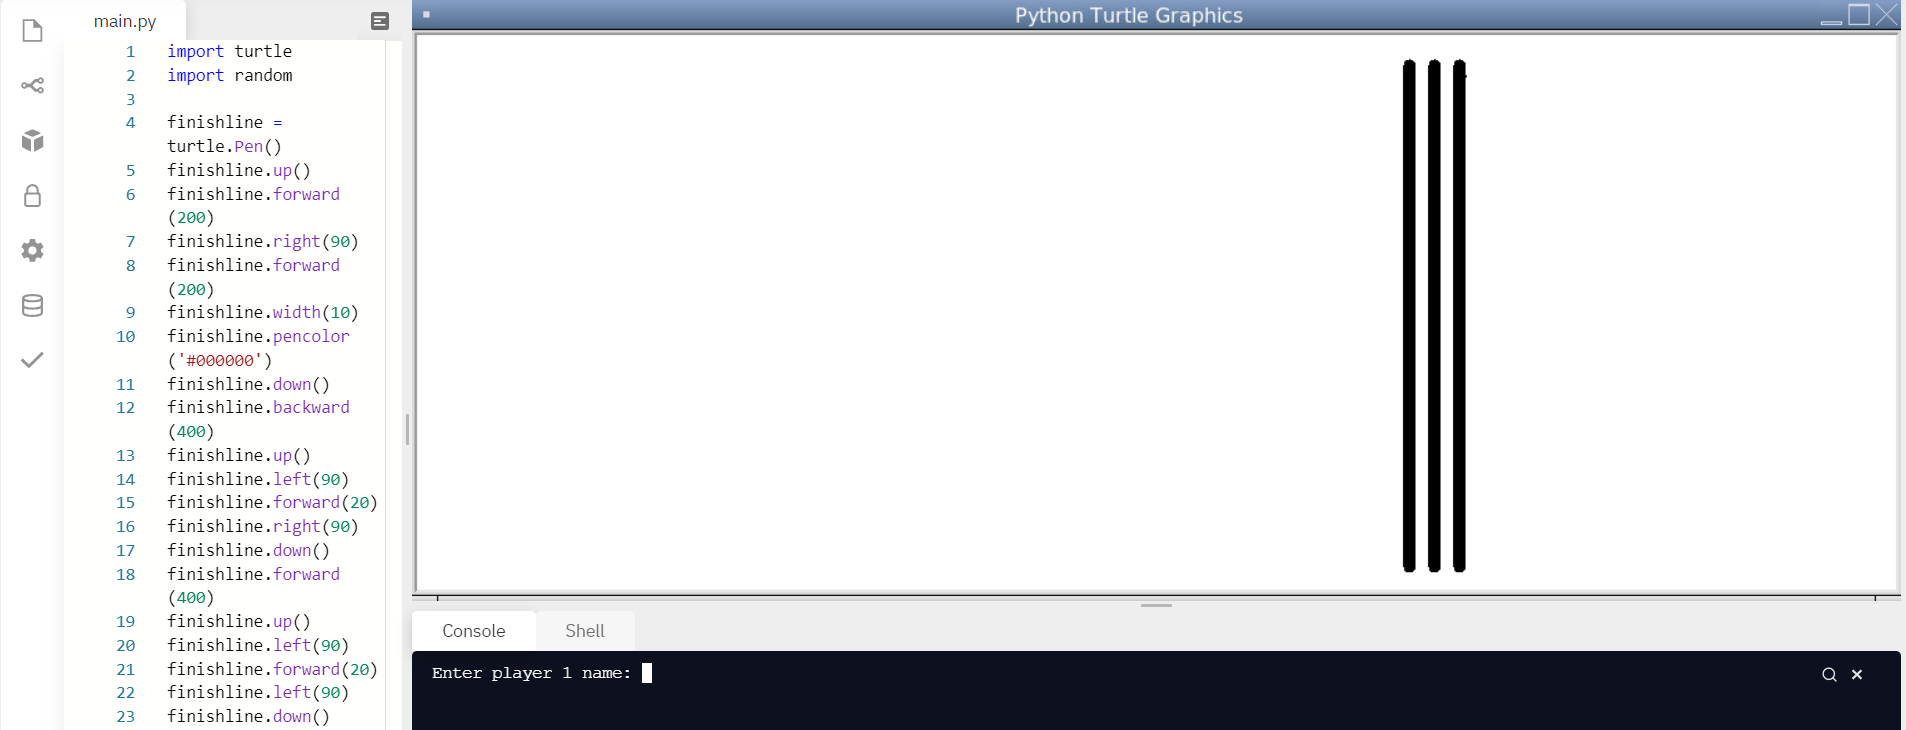 main.py
1 import turtle
2 import random
3
4 finishline =
turtle.Pen()
5 finishline.up()
6 finishline.forward
(200)
7 finishline.right(90)
8 finishline.forward
(200)
9 finishline.width(10)
10 finishline.pencolor
('#000000')
11 finishline.down()
12 finishline.backward
(400)
13 finishline.up()
14 finishline.left(90)
15 finishline.forward(20)
16 finishline.right(90)
17 finishline.down()
18 finishline.forward
(400)
19 finishline.up()
20 finishline.left(90)
21 finishline.forward(20)
22 finishline.left(90)
23 finishline.down()
Python Turtle Graphics
Console Shell
Enter player 1 name: